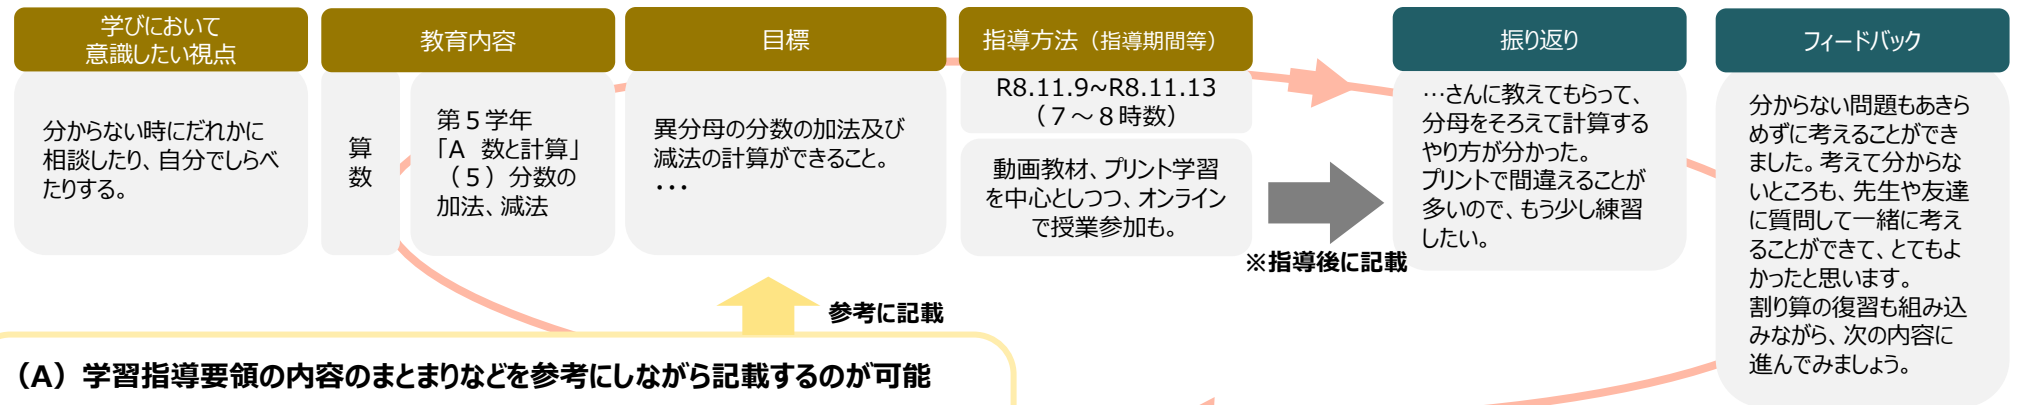 学びにおいて
意識したい視点
教育内容
目標
指導方法（指導期間等）
振り返り
フィードバック
分からない時にだれかに
相談したり、自分でしらべ
たりする。
算
数
第５学年
「A 数と計算」
（５）分数の
加法、減法
異分母の分数の加法及び
減法の計算ができること。
・・・
R8.11.9~R8.11.13
（７～８時数）
動画教材、プリント学習
を中心としつつ、オンライン
で授業参加も。
※指導後に記載
…さんに教えてもらって、
分母をそろえて計算する
やり方が分かった。
プリントで間違えることが
多いので、もう少し練習
したい。
分からない問題もあきら
めずに考えることができ
ました。考えて分からな
いところも、先生や友達
に質問して一緒に考え
ることができて、とてもよ
かったと思います。
割り算の復習も組み込
みながら、次の内容に
進んでみましょう。
参考に記載
（A）学習指導要領の内容のまとまりなどを参考にしながら記載するのが可能